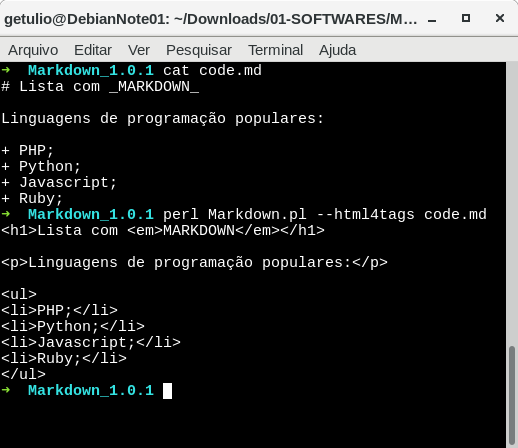 getulio@DebianNote01: ~/Downloads/01-SOFTWARES/M...
Arquivo Editar Ver Pesquisar Terminal Ajuda
➜  Markdown_1.0.1 cat code.md
# Lista com _MARKDOWN_
Linguagens de programação populares:
+ PHP;
+ Python;
+ Javascript;
+ Ruby;
➜  Markdown_1.0.1 perl Markdown.pl --html4tags code.md
<h1>Lista com <em>MARKDOWN</em></h1>
<p>Linguagens de programação populares:</p>
<ul>
<li>PHP;</li>
<li>Python;</li>
<li>Javascript;</li>
<li>Ruby;</li>
</ul>
➜  Markdown_1.0.1